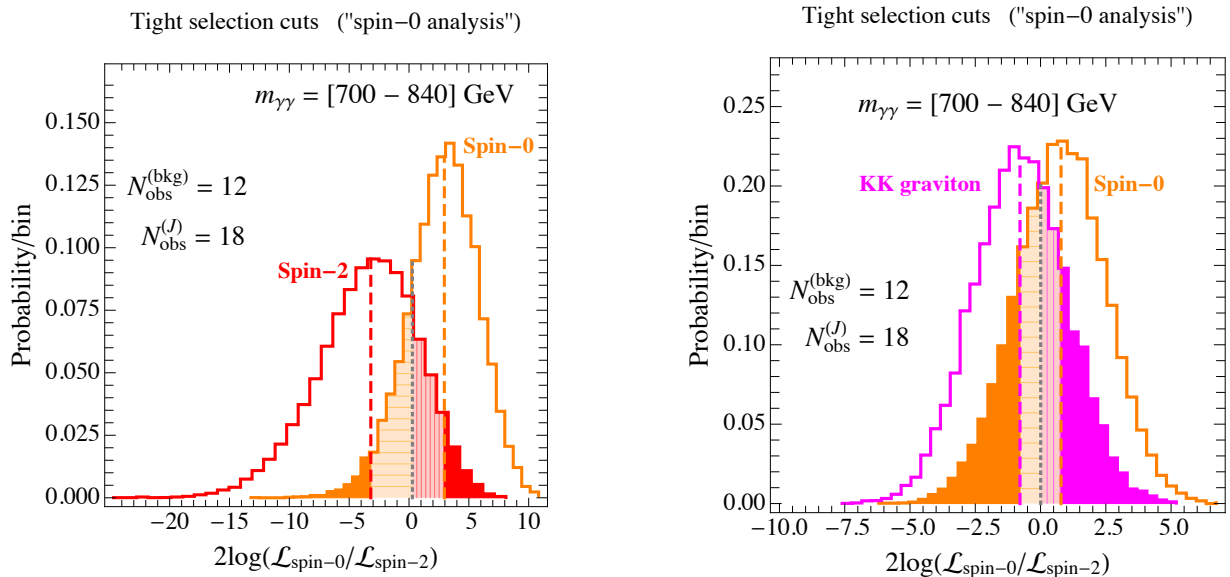 Tight selection cuts ("spin−0 analysis")
m_γγ = [700 − 840] GeV
Spin−0
N_obs^(bkg) = 12
N_obs^(J) = 18
Spin−2
Probability/bin
0.150
0.125
0.100
0.075
0.050
0.025
0.000
−20 −15 −10 −5 0 5 10
2log(ℒ_spin−0/ℒ_spin−2)
Tight selection cuts ("spin−0 analysis")
m_γγ = [700 − 840] GeV
KK graviton
Spin−0
N_obs^(bkg) = 12
N_obs^(J) = 18
Probability/bin
0.25
0.20
0.15
0.10
0.05
0.00
−10.0 −7.5 −5.0 −2.5 0.0 2.5 5.0
2log(ℒ_spin−0/ℒ_spin−2)